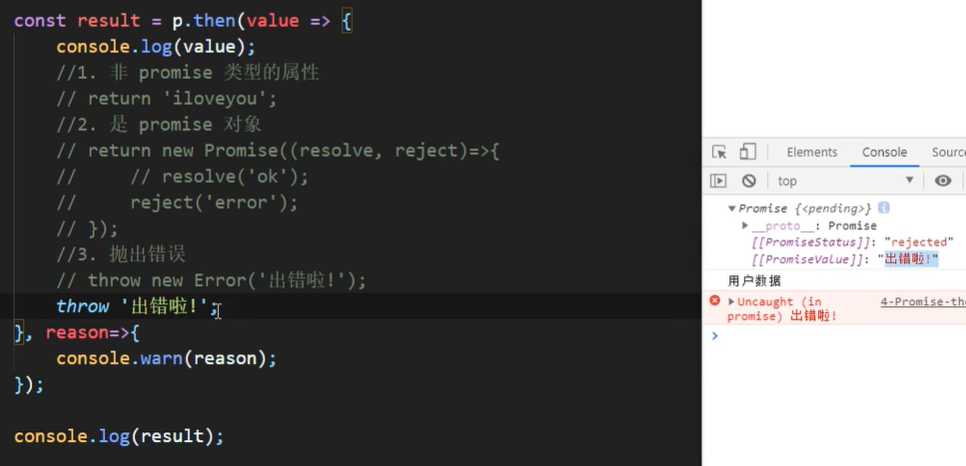 const result = p.then(value => {
console.log(value);
//1. 非 promise 类型的属性
// return 'iloveyou';
//2. 是 promise 对象
// return new Promise((resolve, reject)=>{
//     // resolve('ok');
//     reject('error');
// });
//3. 抛出错误
// throw new Error('出错啦!');
throw '出错啦!';
}, reason=>{
console.warn(reason);
});
console.log(result);
Elements Console Sourc
top
Promise {<pending>}
__proto__: Promise
[[PromiseStatus]]: "rejected"
[[PromiseValue]]: "出错啦!"
用户数据
Uncaught (in 4-Promise-the
promise) 出错啦!